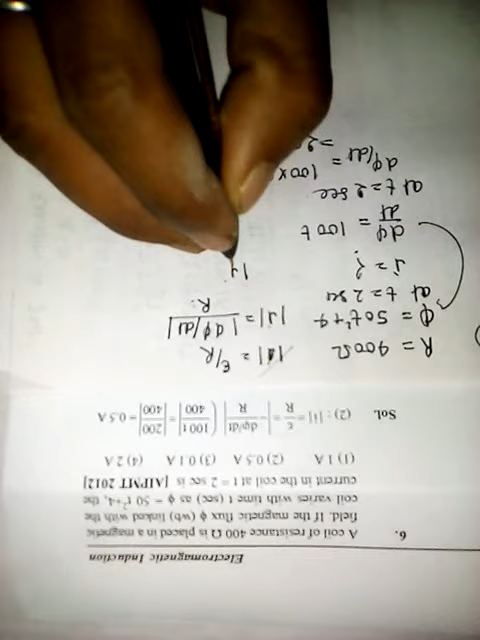 Electromagnetic Induction
6. A coil of resistance 400 Ω is placed in a magnetic
field. If the magnetic flux ϕ (wb) linked with the
coil varies with time t (sec) as ϕ = 50 t²+4, the
current in the coil at t = 2 sec is [AIPMT 2012]
(1) 1 A (2) 0.5 A (3) 0.1 A (4) 2 A
Sol. (2) : |i| = ε/R = |−dφ/dt / R| |100 t / 400| = |200 / 400| = 0.5 A
R = 400Ω
ϕ = 50t²+4
at t = 2 sec
i = ?
dϕ/dt = 100 t
at t = 2 sec
dϕ/dt = 100x
|i| = ε/R
|i| = |dϕ/dt| / R